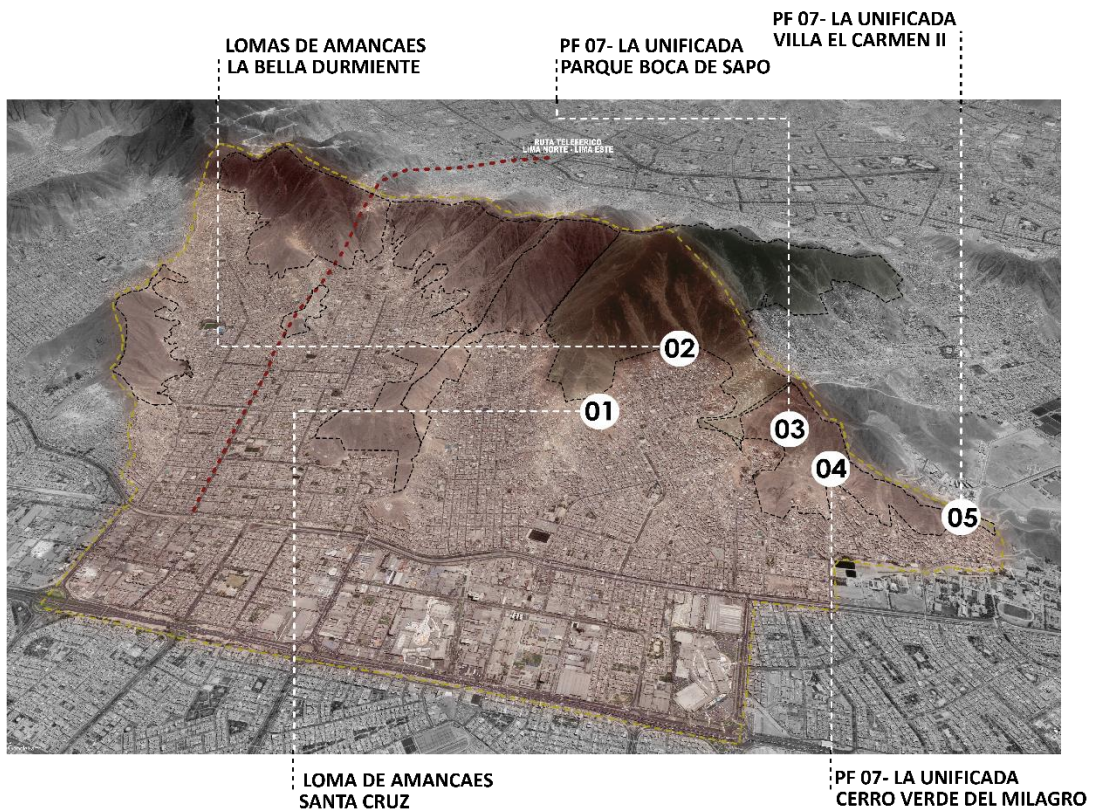 PF 07- LA UNIFICADA
VILLA EL CARMEN II
LOMAS DE AMANCAES
LA BELLA DURMIENTE
PF 07- LA UNIFICADA
PARQUE BOCA DE SAPO
RUTA TELEFERICO
LIMA NORTE - LIMA ESTE
02
01
03
04
05
LOMA DE AMANCAES
SANTA CRUZ
PF 07- LA UNIFICADA
CERRO VERDE DEL MILAGRO